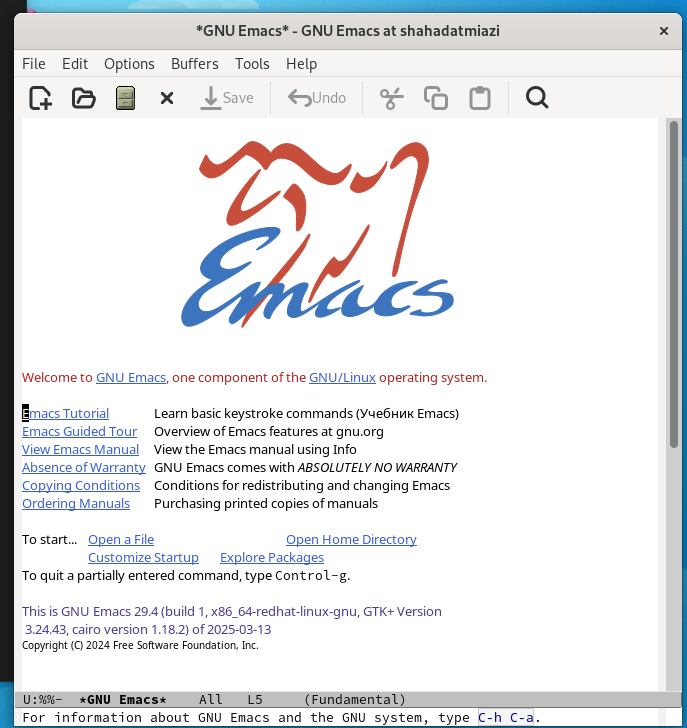 *GNU Emacs* - GNU Emacs at shahadatmiazi
File Edit Options Buffers Tools Help
Save Undo
Emacs
Welcome to GNU Emacs, one component of the GNU/Linux operating system.
Emacs Tutorial Learn basic keystroke commands (Учебник Emacs)
Emacs Guided Tour Overview of Emacs features at gnu.org
View Emacs Manual View the Emacs manual using Info
Absence of Warranty GNU Emacs comes with ABSOLUTELY NO WARRANTY
Copying Conditions Conditions for redistributing and changing Emacs
Ordering Manuals Purchasing printed copies of manuals
To start... Open a File Open Home Directory
Customize Startup Explore Packages
To quit a partially entered command, type Control-g.
This is GNU Emacs 29.4 (build 1, x86_64-redhat-linux-gnu, GTK+ Version
3.24.43, cairo version 1.18.2) of 2025-03-13
Copyright (C) 2024 Free Software Foundation, Inc.
U:%%- *GNU Emacs* All L5 (Fundamental)
For information about GNU Emacs and the GNU system, type C-h C-a.